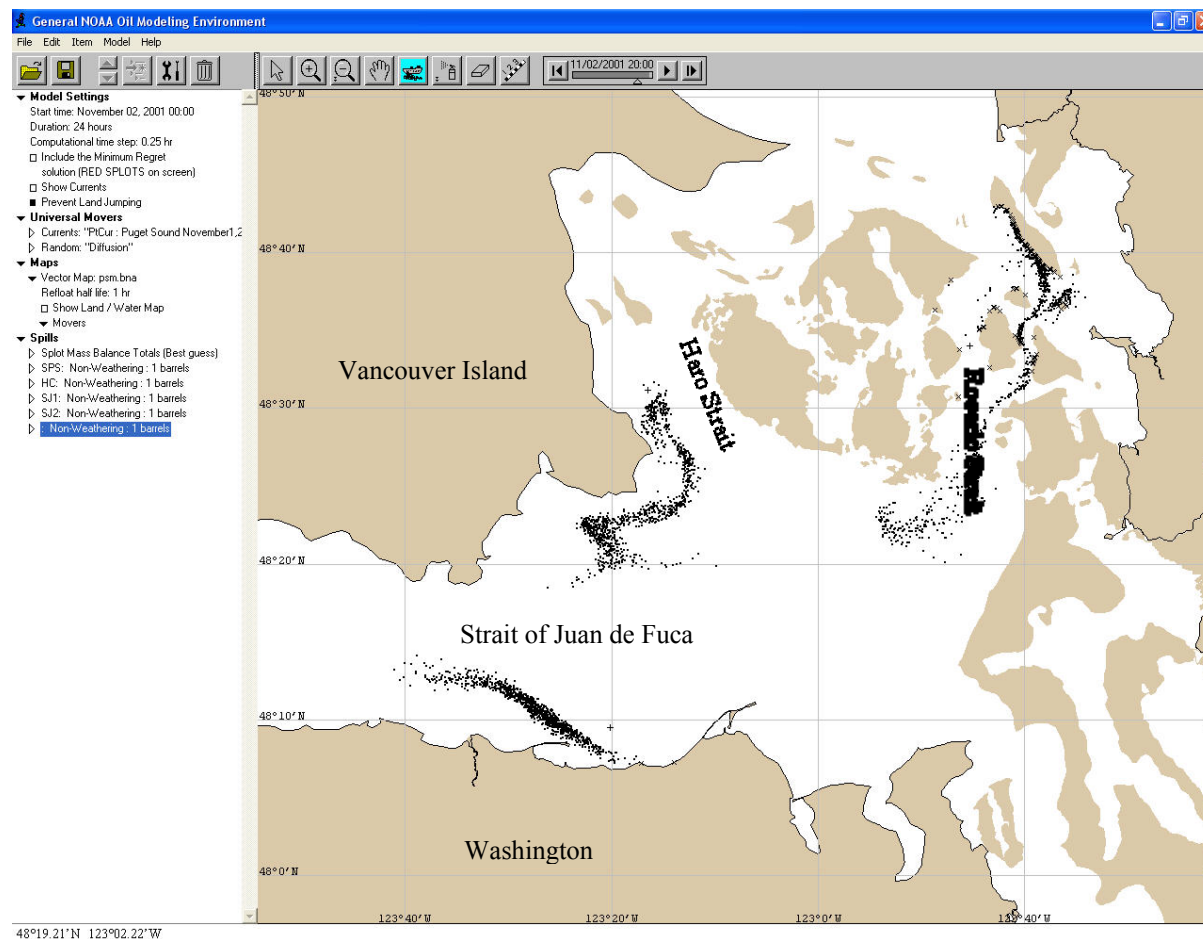 General NOAA Oil Modeling Environment
File Edit Item Model Help
11/02/2001 20:00
Model Settings
Start time: November 02, 2001 00:00
Duration: 24 hours
Computational time step: 0.25 hr
Include the Minimum Regret
solution (RED SPLOTS on screen)
Show Currents
Prevent Land Jumping
Universal Movers
Currents: "PtCur : Puget Sound November1,2
Random: "Diffusion"
Maps
Vector Map: psm.bna
Refloat half life: 1 hr
Show Land / Water Map
Movers
Spills
Splot Mass Balance Totals (Best guess)
SPS: Non-Weathering : 1 barrels
HC: Non-Weathering : 1 barrels
SJ1: Non-Weathering : 1 barrels
SJ2: Non-Weathering : 1 barrels
: Non-Weathering : 1 barrels
48°50'N
48°40'N
Haro Strait
Vancouver Island
48°30'N
48°20'N
Strait of Juan de Fuca
48°10'N
Washington
48°0'N
123°40'W
123°20'W
123°0'W
40'W
48°19.21'N 123°02.22'W